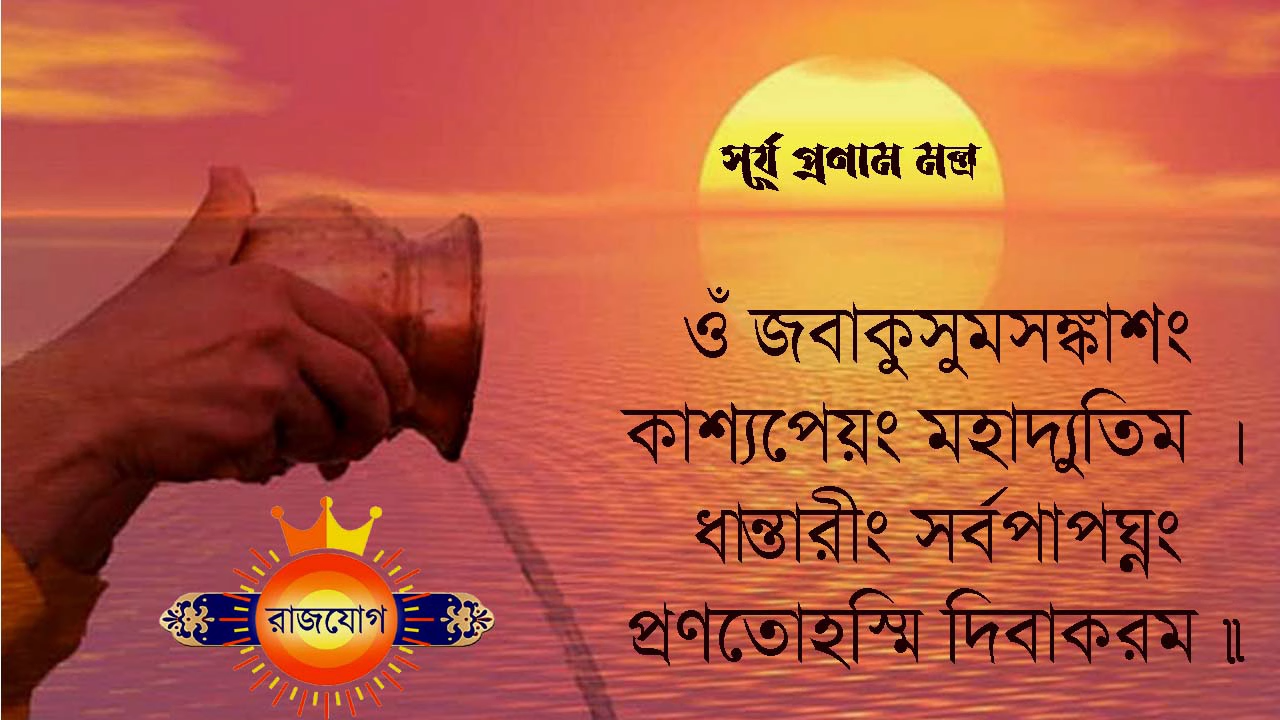 সূর্য প্রণাম মন্ত্র
ওঁ জবাকুসুমসঙ্কাশং
কাশ্যপেয়ং মহাদ্যুতিম ।
ধান্তারীং সর্বপাপঘ্নং
প্রণতোহস্মি দিবাকরম ॥
রাজযোগ